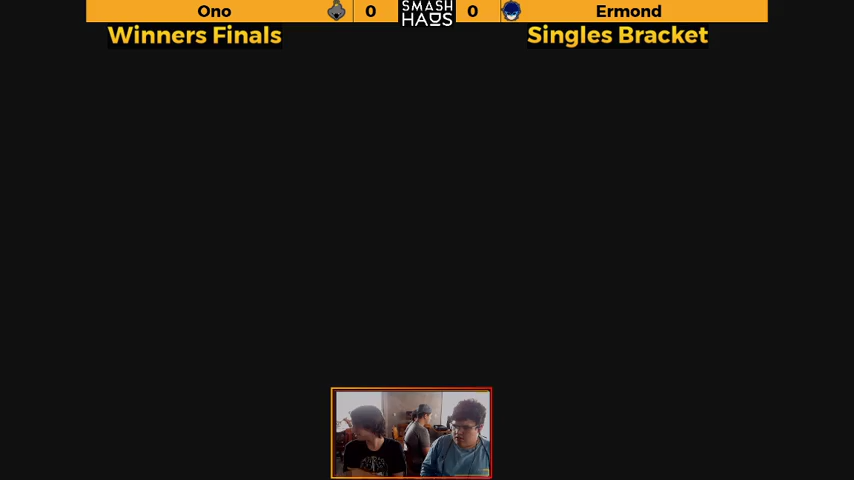 Ono 0 SMASH HAUS 0 Ermond
Winners Finals Singles Bracket